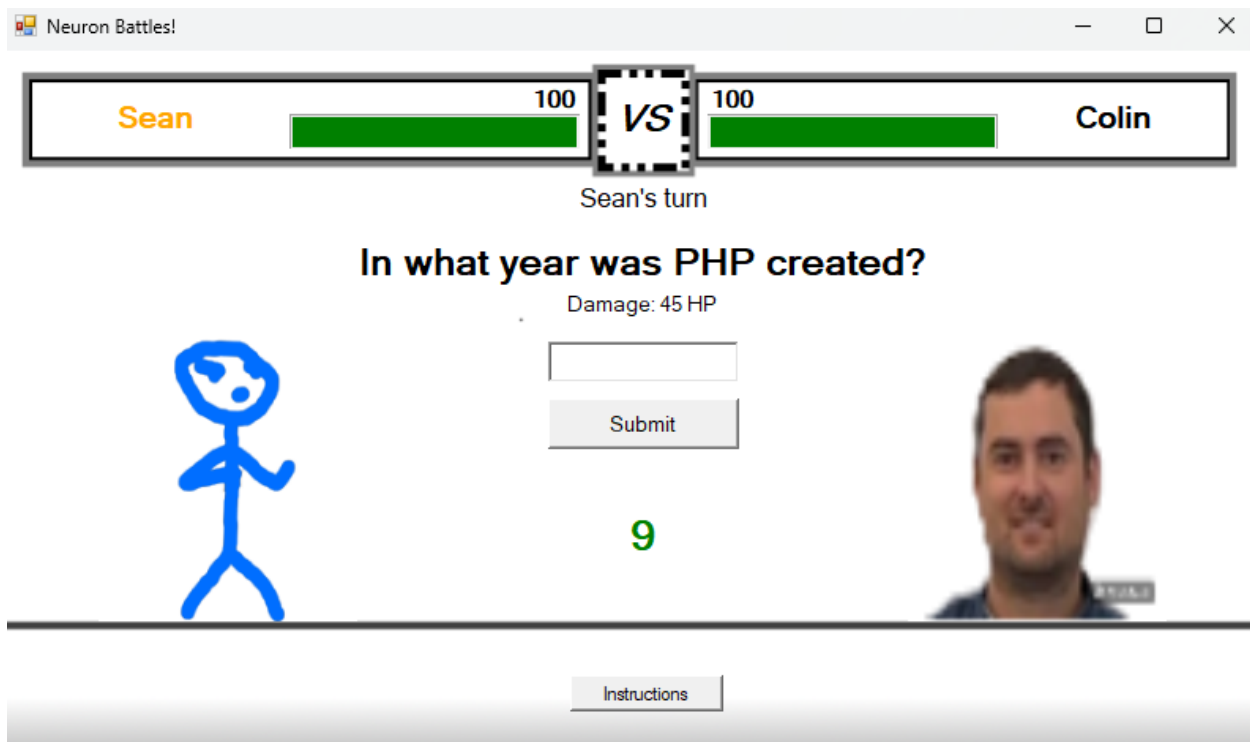 Neuron Battles!
Sean
100
VS
100
Colin
Sean's turn
In what year was PHP created?
Damage: 45 HP
Submit
9
Instructions